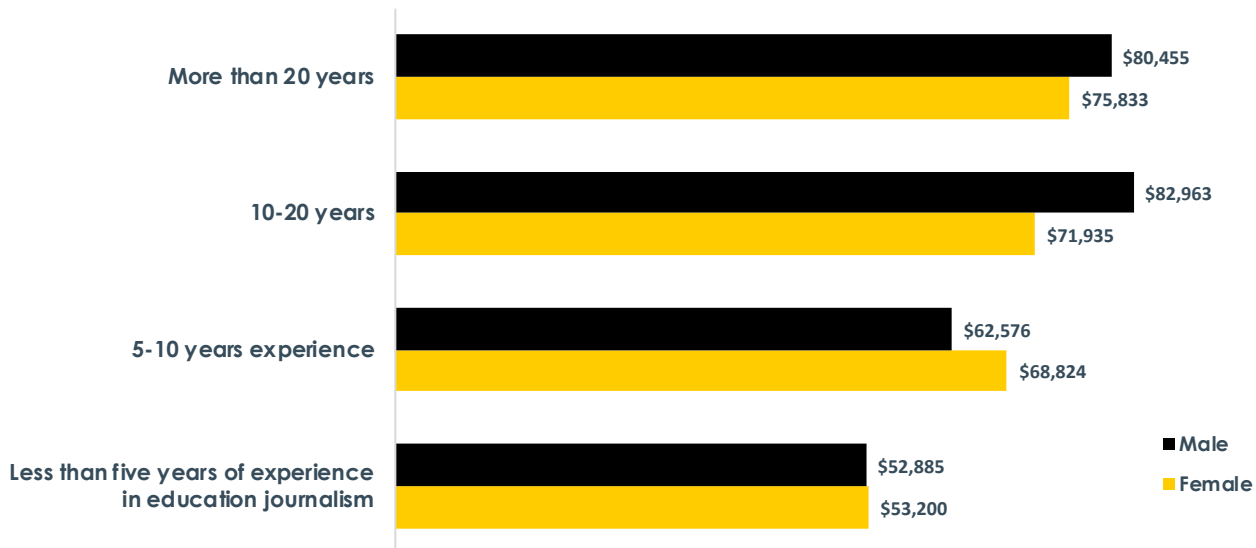 More than 20 years
$80,455
$75,833
10-20 years
$82,963
$71,935
5-10 years experience
$62,576
$68,824
Less than five years of experience
in education journalism
$52,885
$53,200
Male
Female